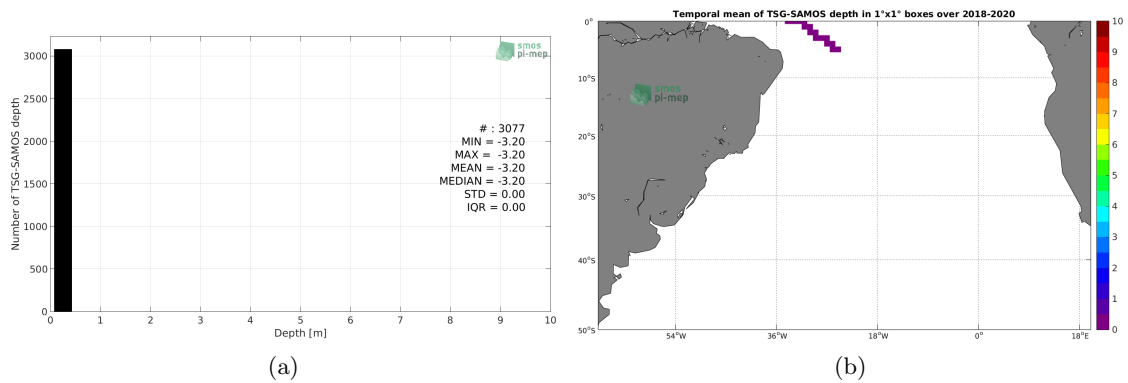 smos
pi-mep
Number of TSG-SAMOS depth
3000
2500
2000
1500
1000
500
0
# : 3077
MIN = -3.20
MAX = -3.20
MEAN = -3.20
MEDIAN = -3.20
STD = 0.00
IQR = 0.00
0 1 2 3 4 5 6 7 8 9 10
Depth [m]
(a)
Temporal mean of TSG-SAMOS depth in 1°x1° boxes over 2018-2020
0°
10°S
20°S
30°S
40°S
50°S
smos
pi-mep
54°W 36°W 18°W 0° 18°E
10
9
8
7
6
5
4
3
2
1
0
(b)